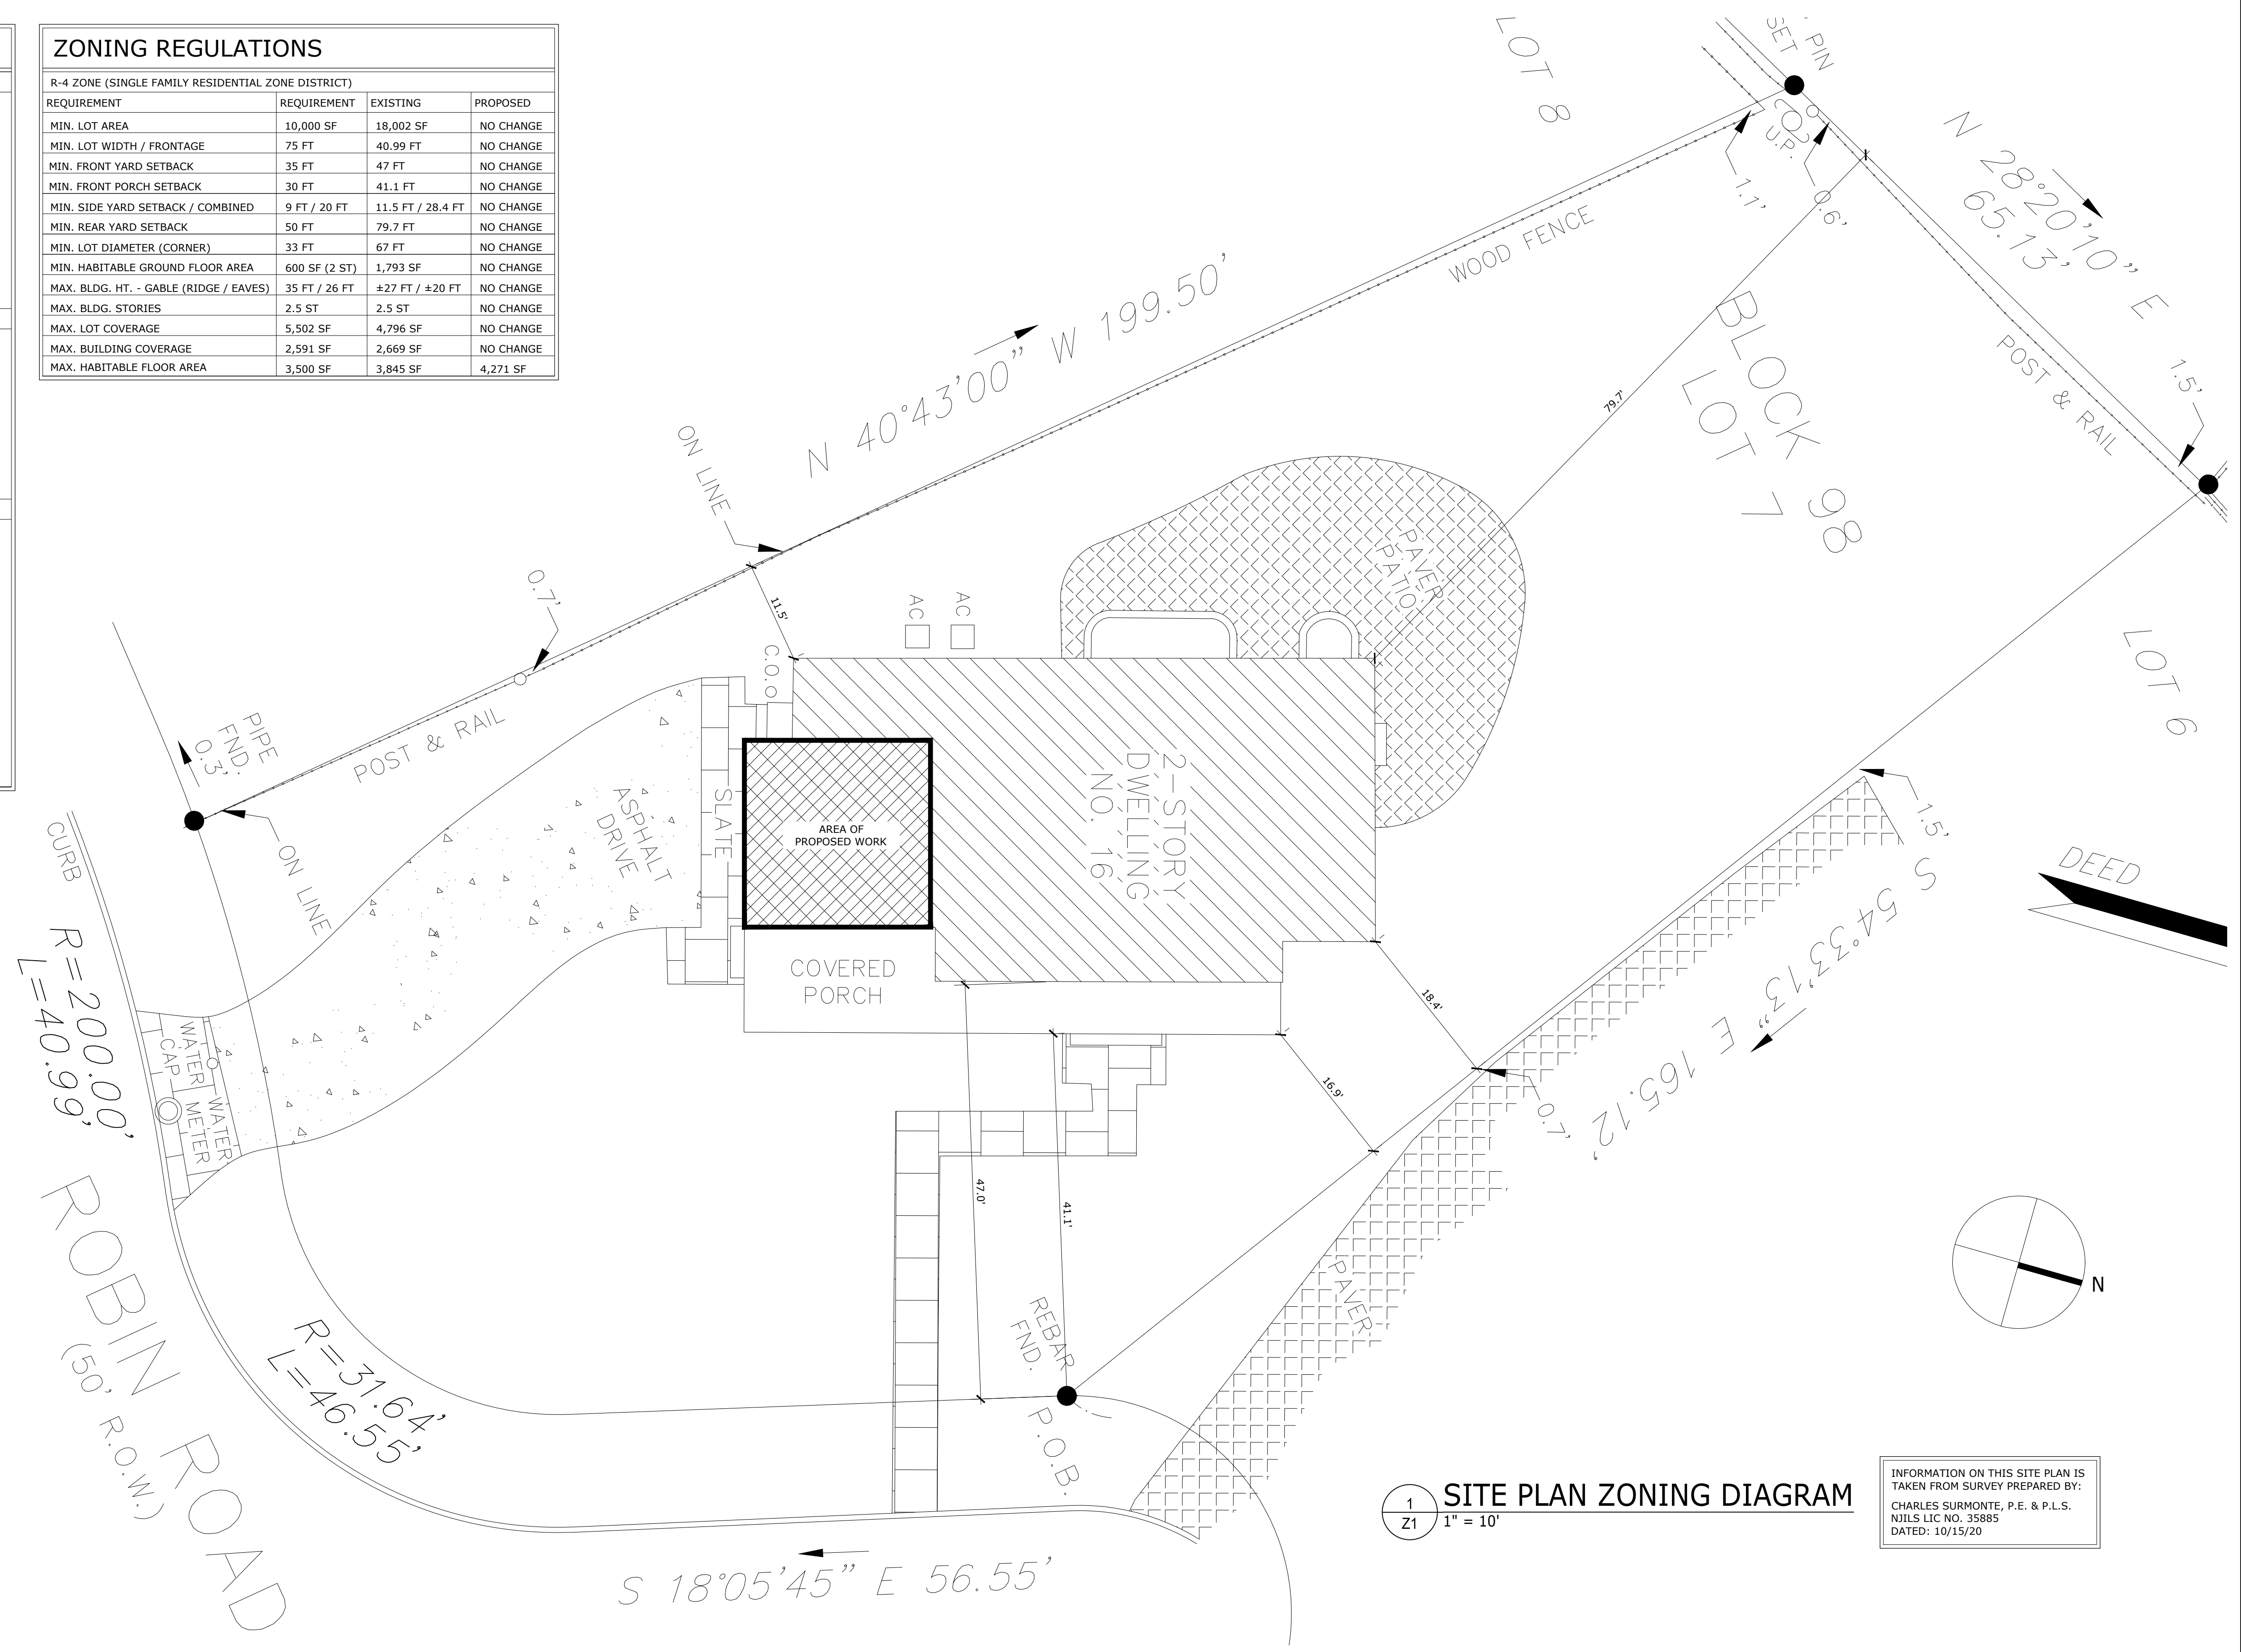 ZONING REGULATIONS
R-4 ZONE (SINGLE FAMILY RESIDENTIAL ZONE DISTRICT)
REQUIREMENT REQUIREMENT EXISTING PROPOSED
MIN. LOT AREA 10,000 SF 18,002 SF NO CHANGE
MIN. LOT WIDTH / FRONTAGE 75 FT 40.99 FT NO CHANGE
MIN. FRONT YARD SETBACK 35 FT 47 FT NO CHANGE
MIN. FRONT PORCH SETBACK 30 FT 41.1 FT NO CHANGE
MIN. SIDE YARD SETBACK / COMBINED 9 FT / 20 FT 11.5 FT / 28.4 FT NO CHANGE
MIN. REAR YARD SETBACK 50 FT 79.7 FT NO CHANGE
MIN. LOT DIAMETER (CORNER) 33 FT 67 FT NO CHANGE
MIN. HABITABLE GROUND FLOOR AREA 600 SF (2 ST) 1,793 SF NO CHANGE
MAX. BLDG. HT. - GABLE (RIDGE / EAVES) 35 FT / 26 FT ±27 FT / ±20 FT NO CHANGE
MAX. BLDG. STORIES 2.5 ST 2.5 ST NO CHANGE
MAX. LOT COVERAGE 5,502 SF 4,796 SF NO CHANGE
MAX. BUILDING COVERAGE 2,591 SF 2,669 SF NO CHANGE
MAX. HABITABLE FLOOR AREA 3,500 SF 3,845 SF 4,271 SF
LOT 8
PIN
SET
U.P.
1.1'
0.6'
N 28°20'10" E
65.13'
WOOD FENCE
N 40°43'00" W 199.50'
BLOCK 98
LOT 7
POST & RAIL
1.5'
79.7'
ON LINE
0.7'
11.5'
AC
AC
C.O.
PAVER
PATIO
LOT 6
PIPE
FND.
0.3'
POST & RAIL
ON LINE
CURB
ASPHALT
DRIVE
SLATE
AREA OF
PROPOSED WORK
2-STORY
DWELLING
NO. 16
COVERED
PORCH
1.5'
DEED
S 54°33'13" E 165.12'
18.4'
16.9'
0.7'
R=200.00'
L=40.99'
WATER
CAP
WATER
METER
47.0'
41.1'
PAVER
REBAR
FND.
P.O.B.
N
ROBIN ROAD
(50' R.O.W.)
R=31.64'
L=46.55'
S 18°05'45" E 56.55'
1
Z1
SITE PLAN ZONING DIAGRAM
1" = 10'
INFORMATION ON THIS SITE PLAN IS
TAKEN FROM SURVEY PREPARED BY:
CHARLES SURMONTE, P.E. & P.L.S.
NJILS LIC NO. 35885
DATED: 10/15/20